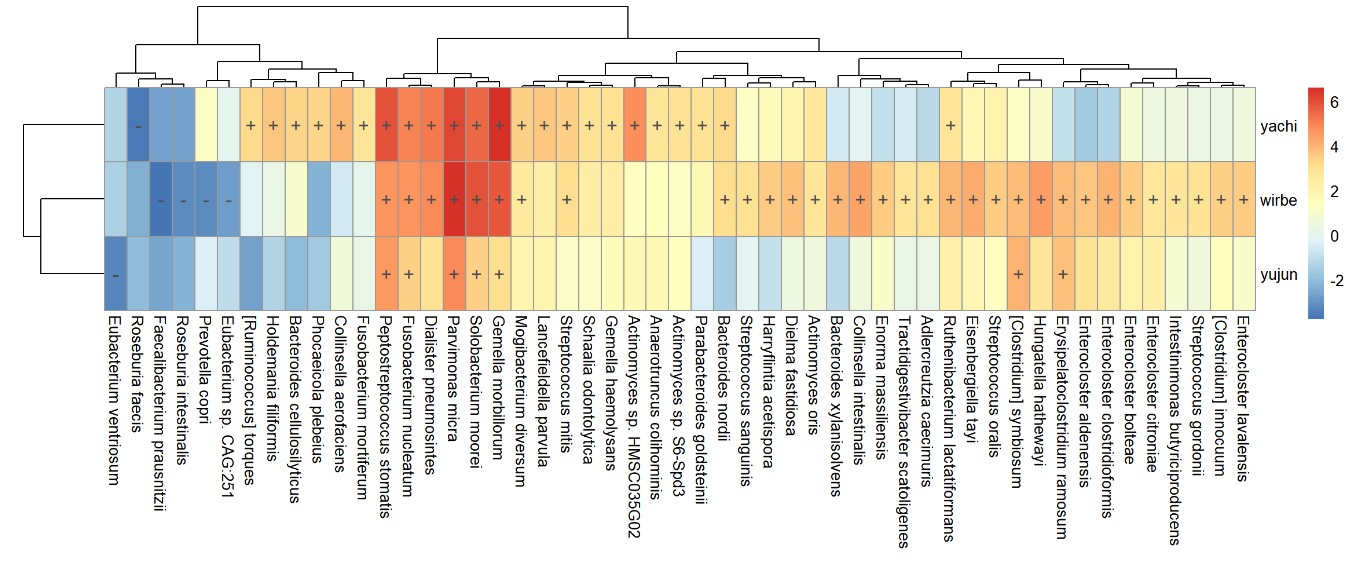 - + + + + + + + + + + + + + + + + + + + + + + + +
- - - - + + + + + + + + + + + + + + + + + + + + + + + + + + + + + + + +
- + + + + + + +
yachi
wirbe
yujun
6
4
2
0
-2
Eubacterium ventriosum
Roseburia faecis
Faecalibacterium prausnitzii
Roseburia intestinalis
Prevotella copri
Eubacterium sp. CAG:251
[Ruminococcus] torques
Holdemania filiformis
Bacteroides cellulosilyticus
Phocaeicola plebeius
Collinsella aerofaciens
Fusobacterium mortiferum
Peptostreptococcus stomatis
Fusobacterium nucleatum
Dialister pneumosintes
Parvimonas micra
Solobacterium moorei
Gemella morbillorum
Mogibacterium diversum
Lancefieldella parvula
Streptococcus mitis
Schaalia odontolytica
Gemella haemolysans
Actinomyces sp. HMSC035G02
Anaerotruncus colihominis
Actinomyces sp. S6-Spd3
Parabacteroides goldsteinii
Bacteroides nordii
Streptococcus sanguinis
Harryflintia acetispora
Dielma fastidiosa
Actinomyces oris
Bacteroides xylanisolvens
Collinsella intestinalis
Enorma massiliensis
Tractidigestivibacter scatoligenes
Adlercreutzia caecimuris
Ruthenibacterium lactatiformans
Eisenbergiella tayi
Streptococcus oralis
[Clostridium] symbiosum
Hungatella hathewayi
Erysipelatoclostridium ramosum
Enterocloster aldenensis
Enterocloster clostridioformis
Enterocloster bolteae
Enterocloster citroniae
Intestinimonas butyriciproducens
Streptococcus gordonii
[Clostridium] innocuum
Enterocloster lavalensis